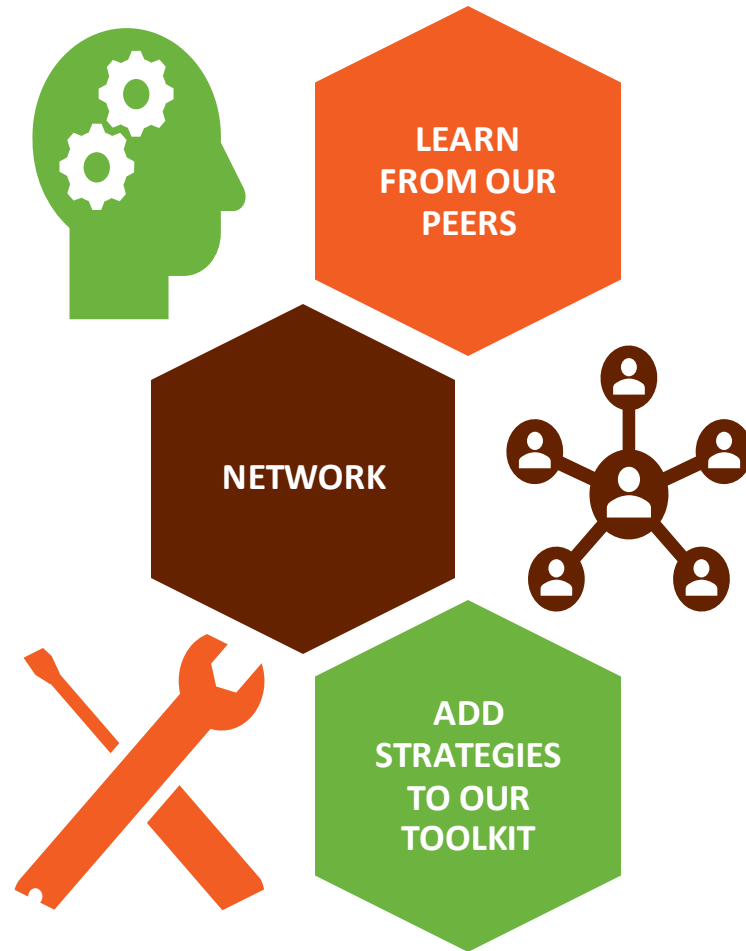 LEARN
FROM OUR
PEERS
NETWORK
ADD
STRATEGIES
TO OUR
TOOLKIT